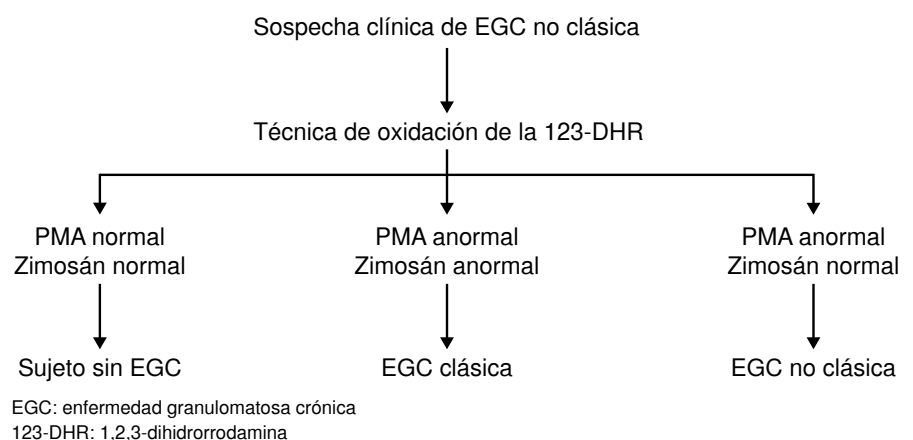 Sospecha clínica de EGC no clásica
Técnica de oxidación de la 123-DHR
PMA normal
Zimosán normal
PMA anormal
Zimosán anormal
PMA anormal
Zimosán normal
Sujeto sin EGC
EGC clásica
EGC no clásica
EGC: enfermedad granulomatosa crónica
123-DHR: 1,2,3-dihidrorrodamina